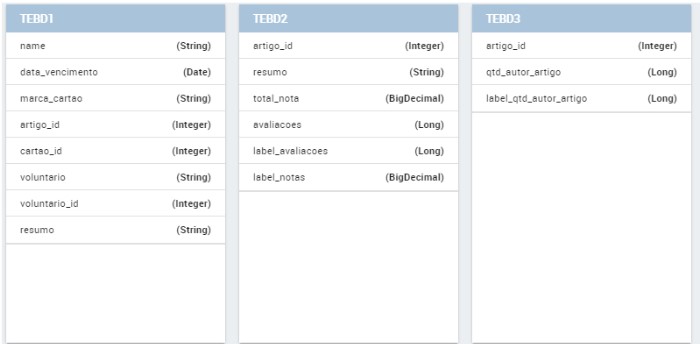 TEBD1
name (String)
data_vencimento (Date)
marca_cartao (String)
artigo_id (Integer)
cartao_id (Integer)
voluntario (String)
voluntario_id (Integer)
resumo (String)
TEBD2
artigo_id (Integer)
resumo (String)
total_nota (BigDecimal)
avaliacoes (Long)
label_avaliacoes (Long)
label_notas (BigDecimal)
TEBD3
artigo_id (Integer)
qtd_autor_artigo (Long)
label_qtd_autor_artigo (Long)